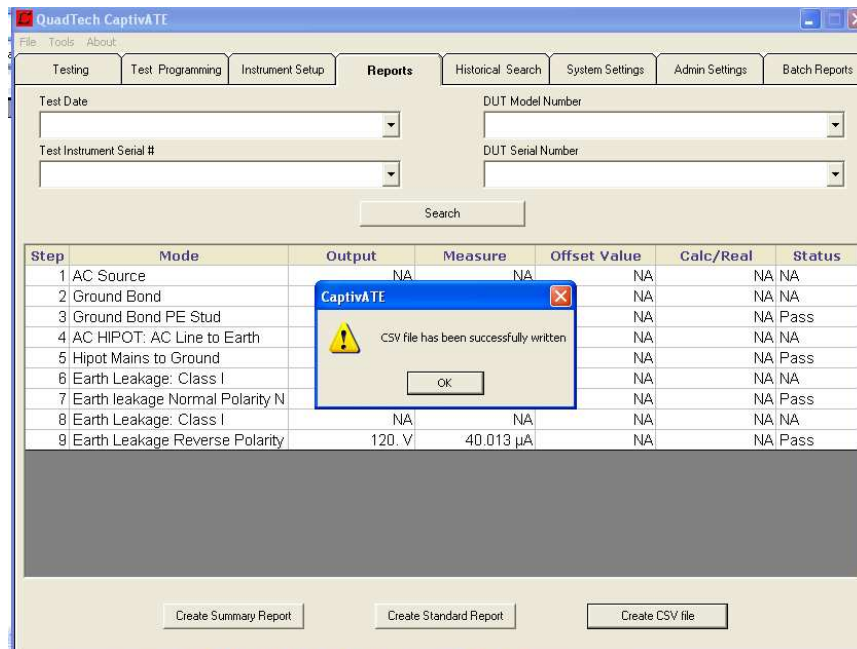 QuadTech CaptivATE
File Tools About
Testing Test Programming Instrument Setup Reports Historical Search System Settings Admin Settings Batch Reports
Test Date DUT Model Number
Test Instrument Serial # DUT Serial Number
Search
Step Mode Output Measure Offset Value Calc/Real Status
1 AC Source NA NA NA NA NA
2 Ground Bond NA NA NA
3 Ground Bond PE Stud NA NA Pass
4 AC HIPOT: AC Line to Earth NA NA NA
5 Hipot Mains to Ground NA NA Pass
6 Earth Leakage: Class I NA NA NA
7 Earth leakage Normal Polarity N NA NA Pass
8 Earth Leakage: Class I NA NA NA NA NA
9 Earth Leakage Reverse Polarity 120. V 40.013 µA NA NA Pass
CaptivATE
CSV file has been successfully written
OK
Create Summary Report Create Standard Report Create CSV file